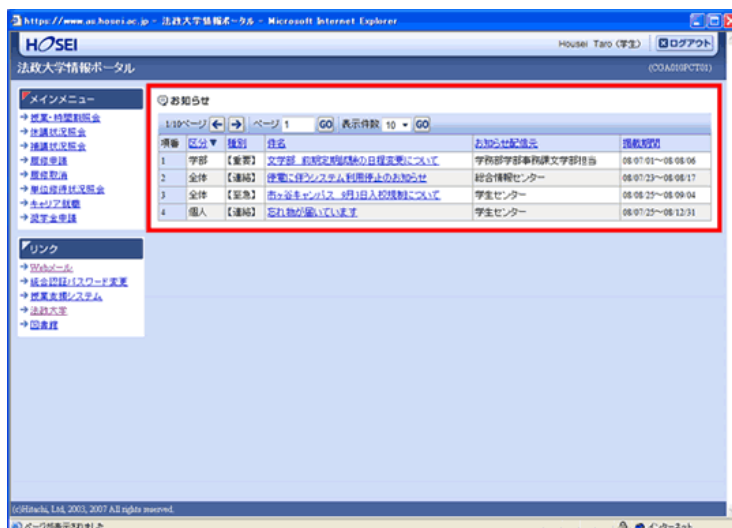 https://www.as.hosei.ac.jp - 法政大学情報ポータル - Microsoft Internet Explorer
HOSEI
Housei Taro (学生)
ログアウト
法政大学情報ポータル
(COA010PCT01)
メインメニュー
授業・時間割照会
休講状況照会
補講状況照会
履修申請
履修取消
単位修得状況照会
キャリア就職
奨学金申請
リンク
Webメール
統合認証パスワード変更
授業支援システム
法政大学
図書館
お知らせ
1/10ページ ページ 1 GO 表示件数 10 GO
項番 区分▼ 種別 件名 お知らせ配信元 掲載期間
1 学部 【重要】 文学部 前期定期試験の日程変更について 学務部学部事務課文学部担当 08/07/01～08/08/06
2 全体 【連絡】 停電に伴うシステム利用停止のお知らせ 総合情報センター 08/07/23～08/08/17
3 全体 【至急】 市ヶ谷キャンパス 9月1日入校規制について 学生センター 08/08/25～08/09/04
4 個人 【連絡】 忘れ物が届いています 学生センター 08/07/25～08/12/31
(c)Hitachi, Ltd, 2003, 2007 All rights reserved.
ページが表示されました
インターネット